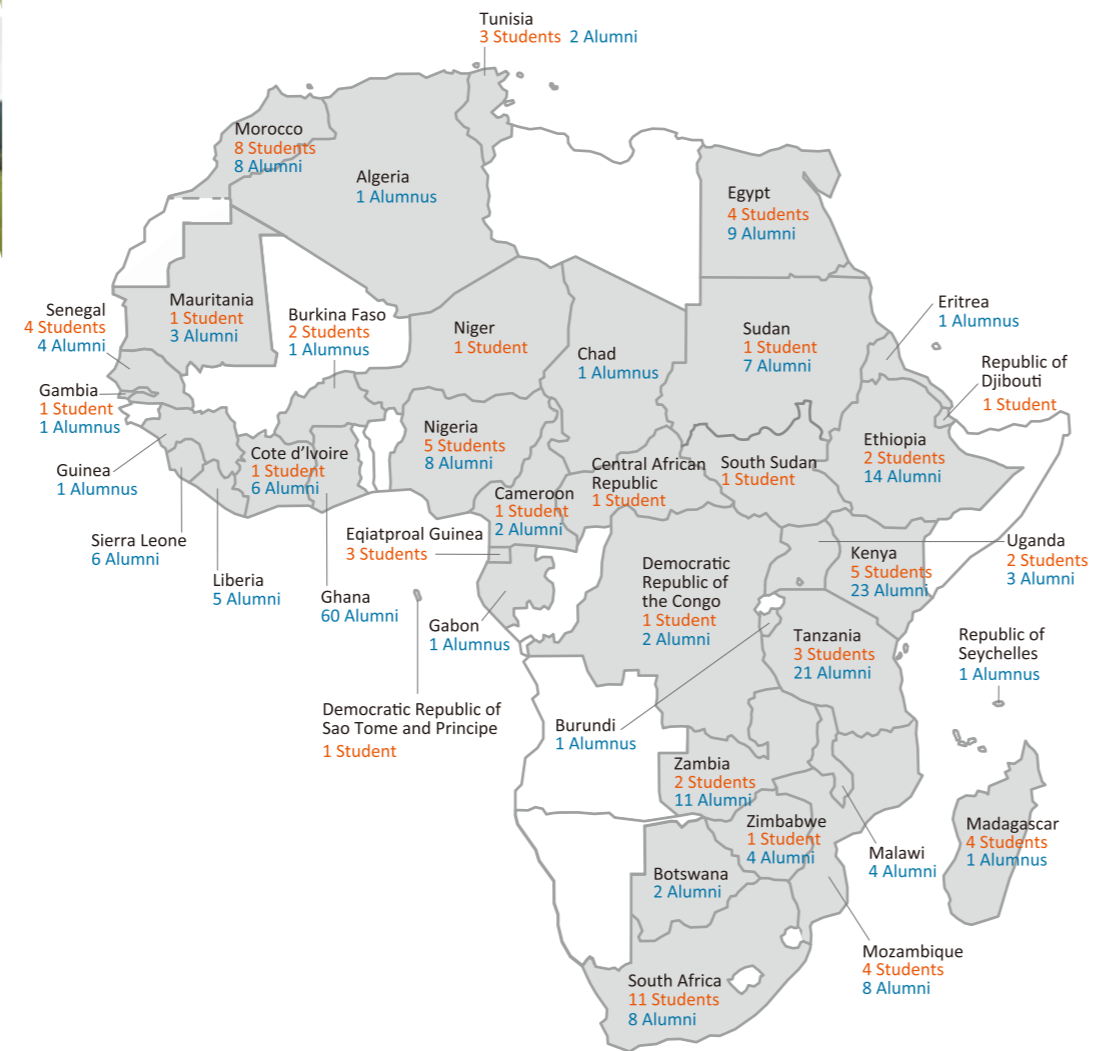 Tunisia
3 Students 2 Alumni
Morocco
8 Students
8 Alumni
Algeria
1 Alumnus
Egypt
4 Students
9 Alumni
Senegal
4 Students
4 Alumni
Mauritania
1 Student
3 Alumni
Burkina Faso
2 Students
1 Alumnus
Niger
1 Student
Chad
1 Alumnus
Sudan
1 Student
7 Alumni
Eritrea
1 Alumnus
Republic of
Djibouti
1 Student
Gambia
1 Student
1 Alumnus
Guinea
1 Alumnus
Cote d'Ivoire
1 Student
6 Alumni
Nigeria
5 Students
8 Alumni
Cameroon
1 Student
2 Alumni
Central African
Republic
1 Student
South Sudan
1 Student
Ethiopia
2 Students
14 Alumni
Sierra Leone
6 Alumni
Liberia
5 Alumni
Ghana
60 Alumni
Eqiatproal Guinea
3 Students
Gabon
1 Alumnus
Democratic
Republic of
the Congo
1 Student
2 Alumni
Kenya
5 Students
23 Alumni
Uganda
2 Students
3 Alumni
Tanzania
3 Students
21 Alumni
Republic of
Seychelles
1 Alumnus
Democratic Republic of
Sao Tome and Principe
1 Student
Burundi
1 Alumnus
Zambia
2 Students
11 Alumni
Zimbabwe
1 Student
4 Alumni
Malawi
4 Alumni
Madagascar
4 Students
1 Alumnus
Botswana
2 Alumni
Mozambique
4 Students
8 Alumni
South Africa
11 Students
8 Alumni